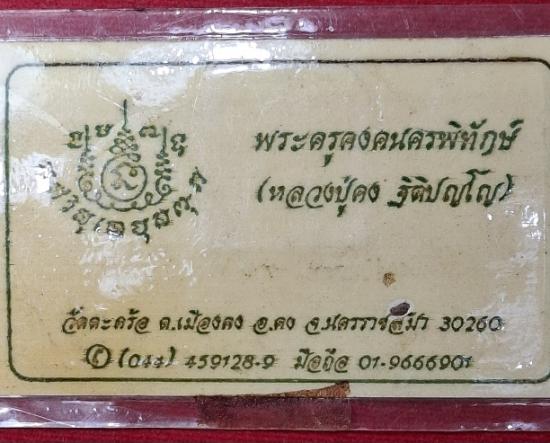 พระครูคงคนครพิทักษ์
(หลวงปู่คง ฐิติปญฺโญ)
วัดตะคร้อ ต.เมืองคง อ.คง จ.นครราชสีมา 30260
(044) 459128-9 มือถือ 01-9666901